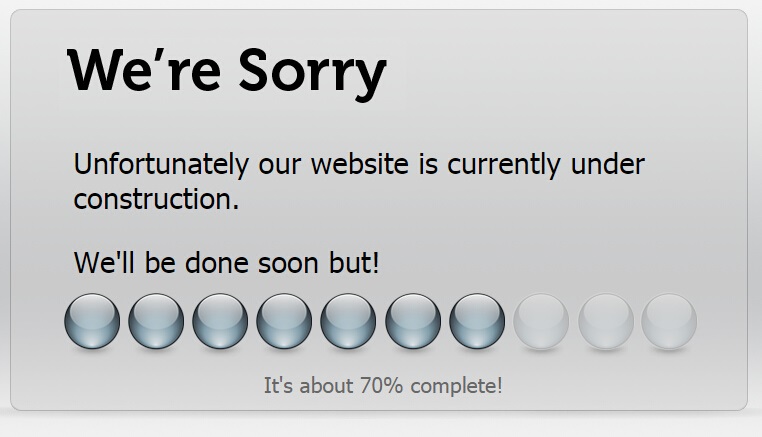 We’re Sorry
Unfortunately our website is currently under
construction.
We'll be done soon but!
It's about 70% complete!